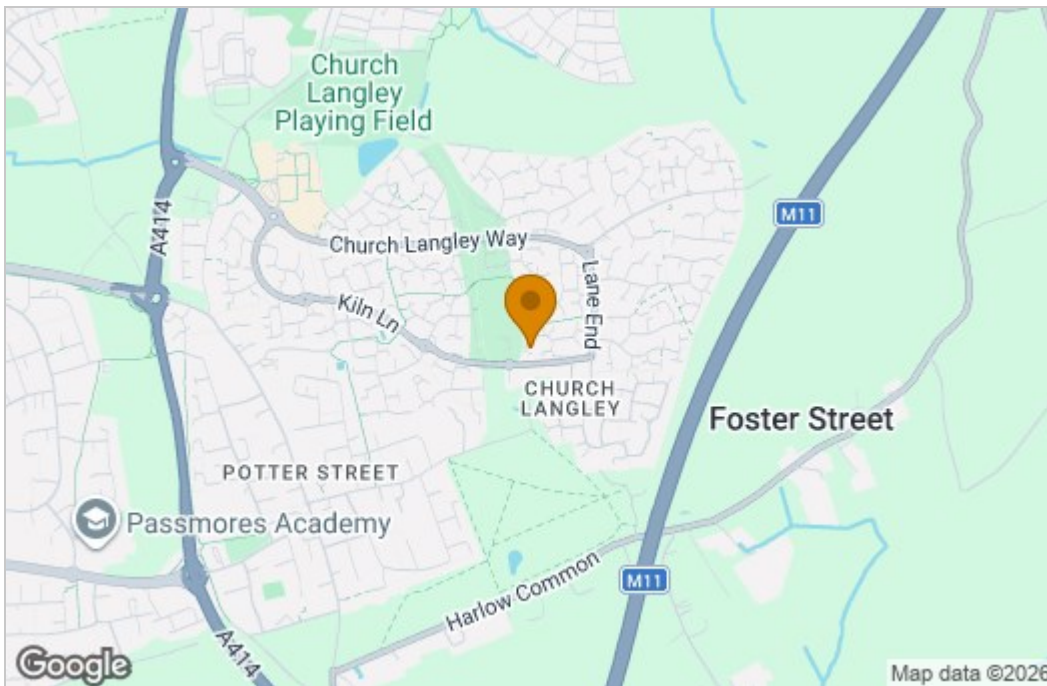 Church
Langley
Playing Field
A414
M11
Church Langley Way
Lane End
Kiln Ln
CHURCH
LANGLEY
Foster Street
POTTER STREET
Passmores Academy
Harlow Common
M11
A414
Google
Map data ©2026